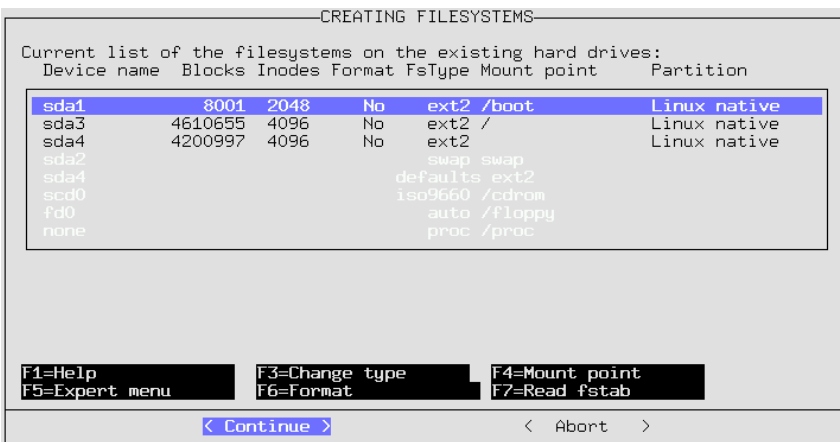 CREATING FILESYSTEMS
Current list of the filesystems on the existing hard drives:
Device name Blocks Inodes Format FsType Mount point Partition
sda1 8001 2048 No ext2 /boot Linux native
sda3 4610655 4096 No ext2 / Linux native
sda4 4200997 4096 No ext2 Linux native
sda2 swap swap
sda4 defaults ext2
scd0 iso9660 /cdrom
fd0 auto /floppy
none proc /proc
F1=Help F3=Change type F4=Mount point
F5=Expert menu F6=Format F7=Read fstab
< Continue > < Abort >